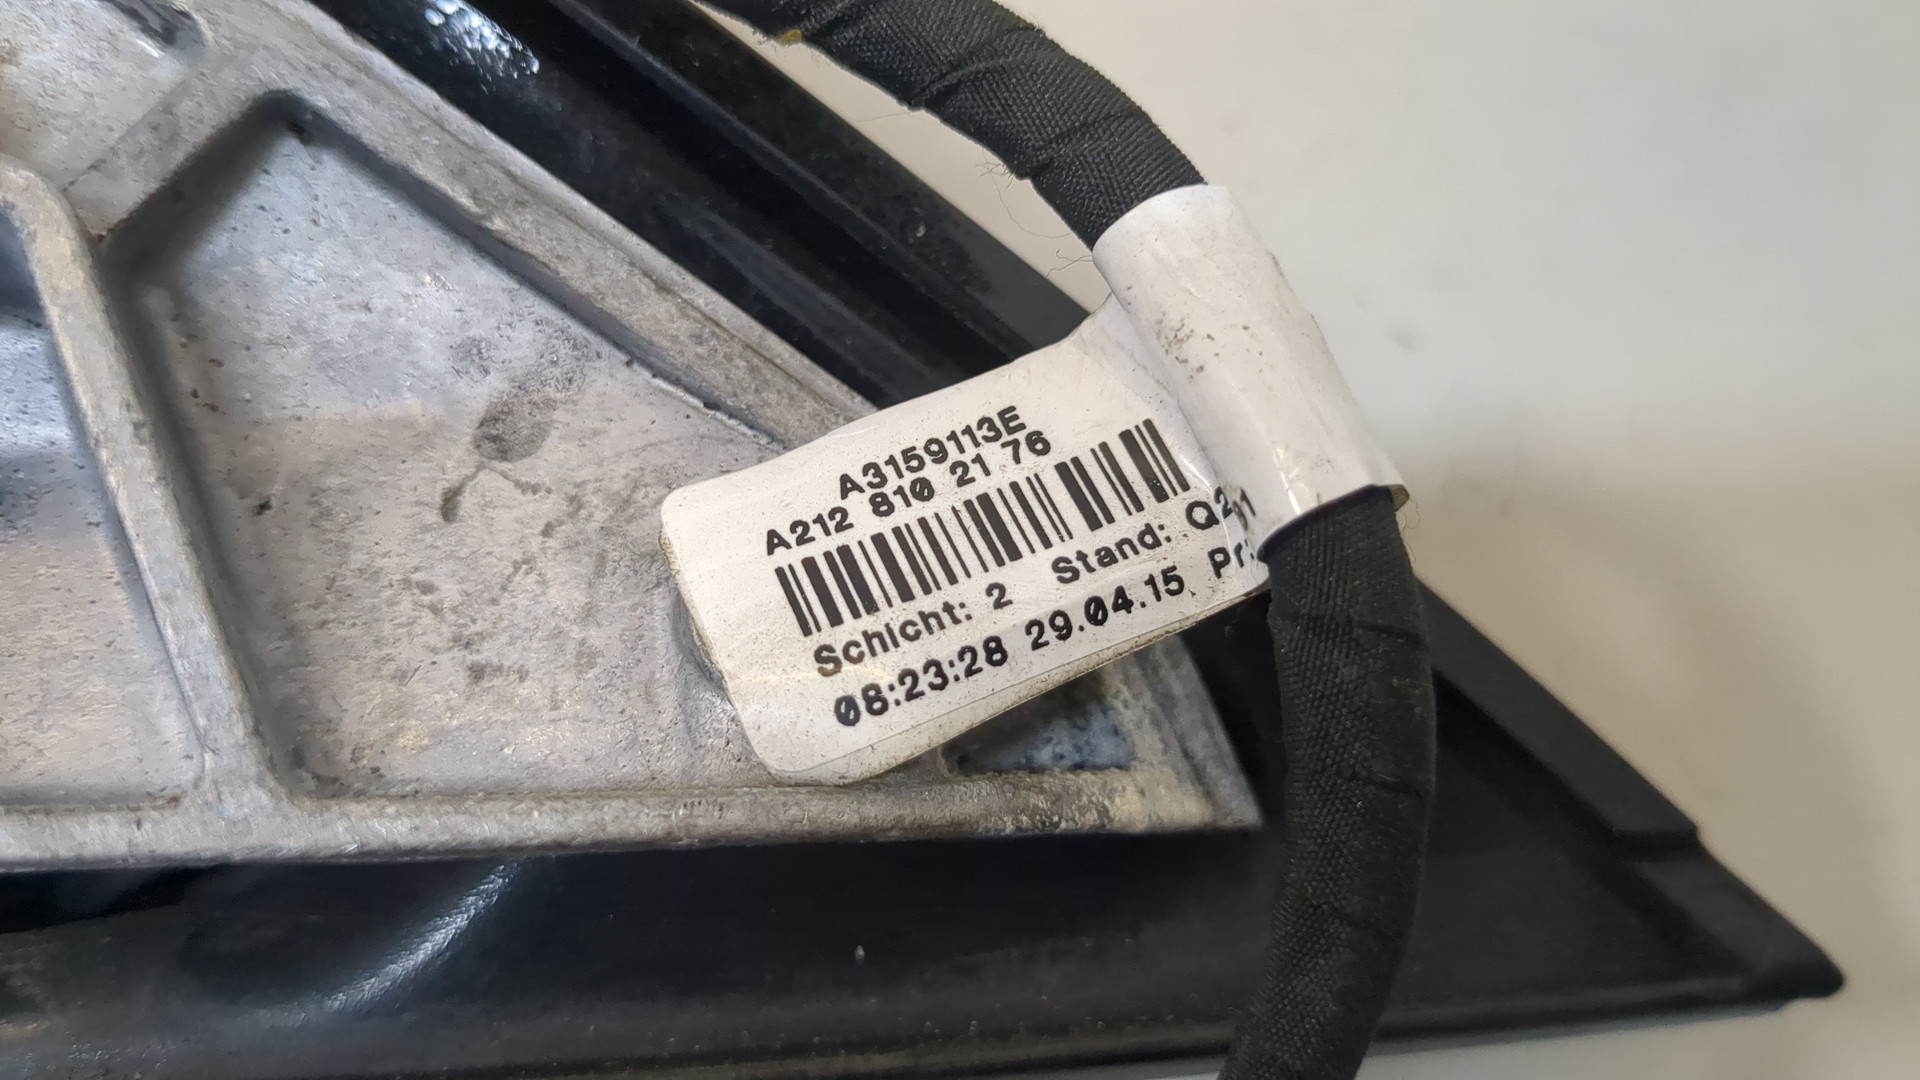 A3159113E
A212 810 21 76
Schicht: 2 Stand:
08:23:28 29.04.15